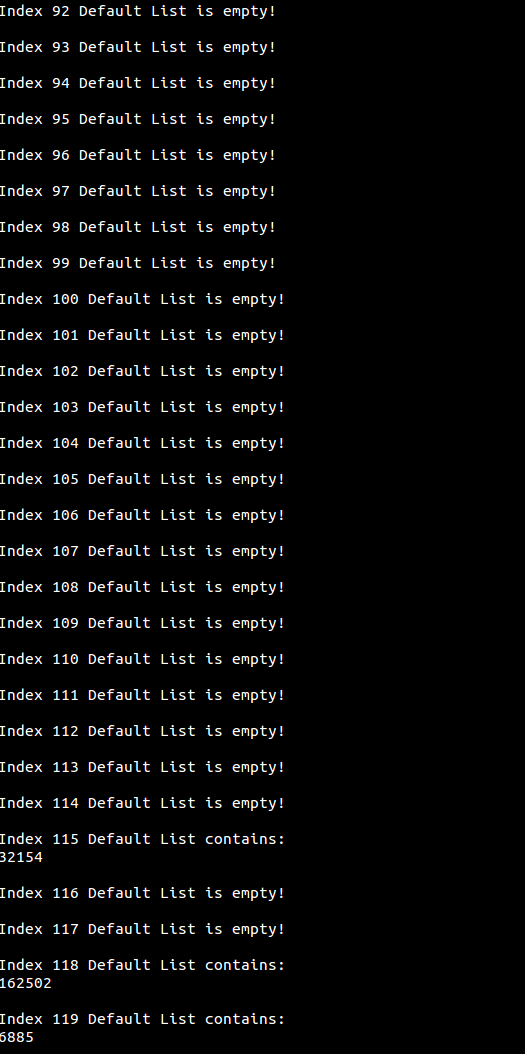 Index 92 Default List is empty!
Index 93 Default List is empty!
Index 94 Default List is empty!
Index 95 Default List is empty!
Index 96 Default List is empty!
Index 97 Default List is empty!
Index 98 Default List is empty!
Index 99 Default List is empty!
Index 100 Default List is empty!
Index 101 Default List is empty!
Index 102 Default List is empty!
Index 103 Default List is empty!
Index 104 Default List is empty!
Index 105 Default List is empty!
Index 106 Default List is empty!
Index 107 Default List is empty!
Index 108 Default List is empty!
Index 109 Default List is empty!
Index 110 Default List is empty!
Index 111 Default List is empty!
Index 112 Default List is empty!
Index 113 Default List is empty!
Index 114 Default List is empty!
Index 115 Default List contains:
32154
Index 116 Default List is empty!
Index 117 Default List is empty!
Index 118 Default List contains:
162502
Index 119 Default List contains:
6885